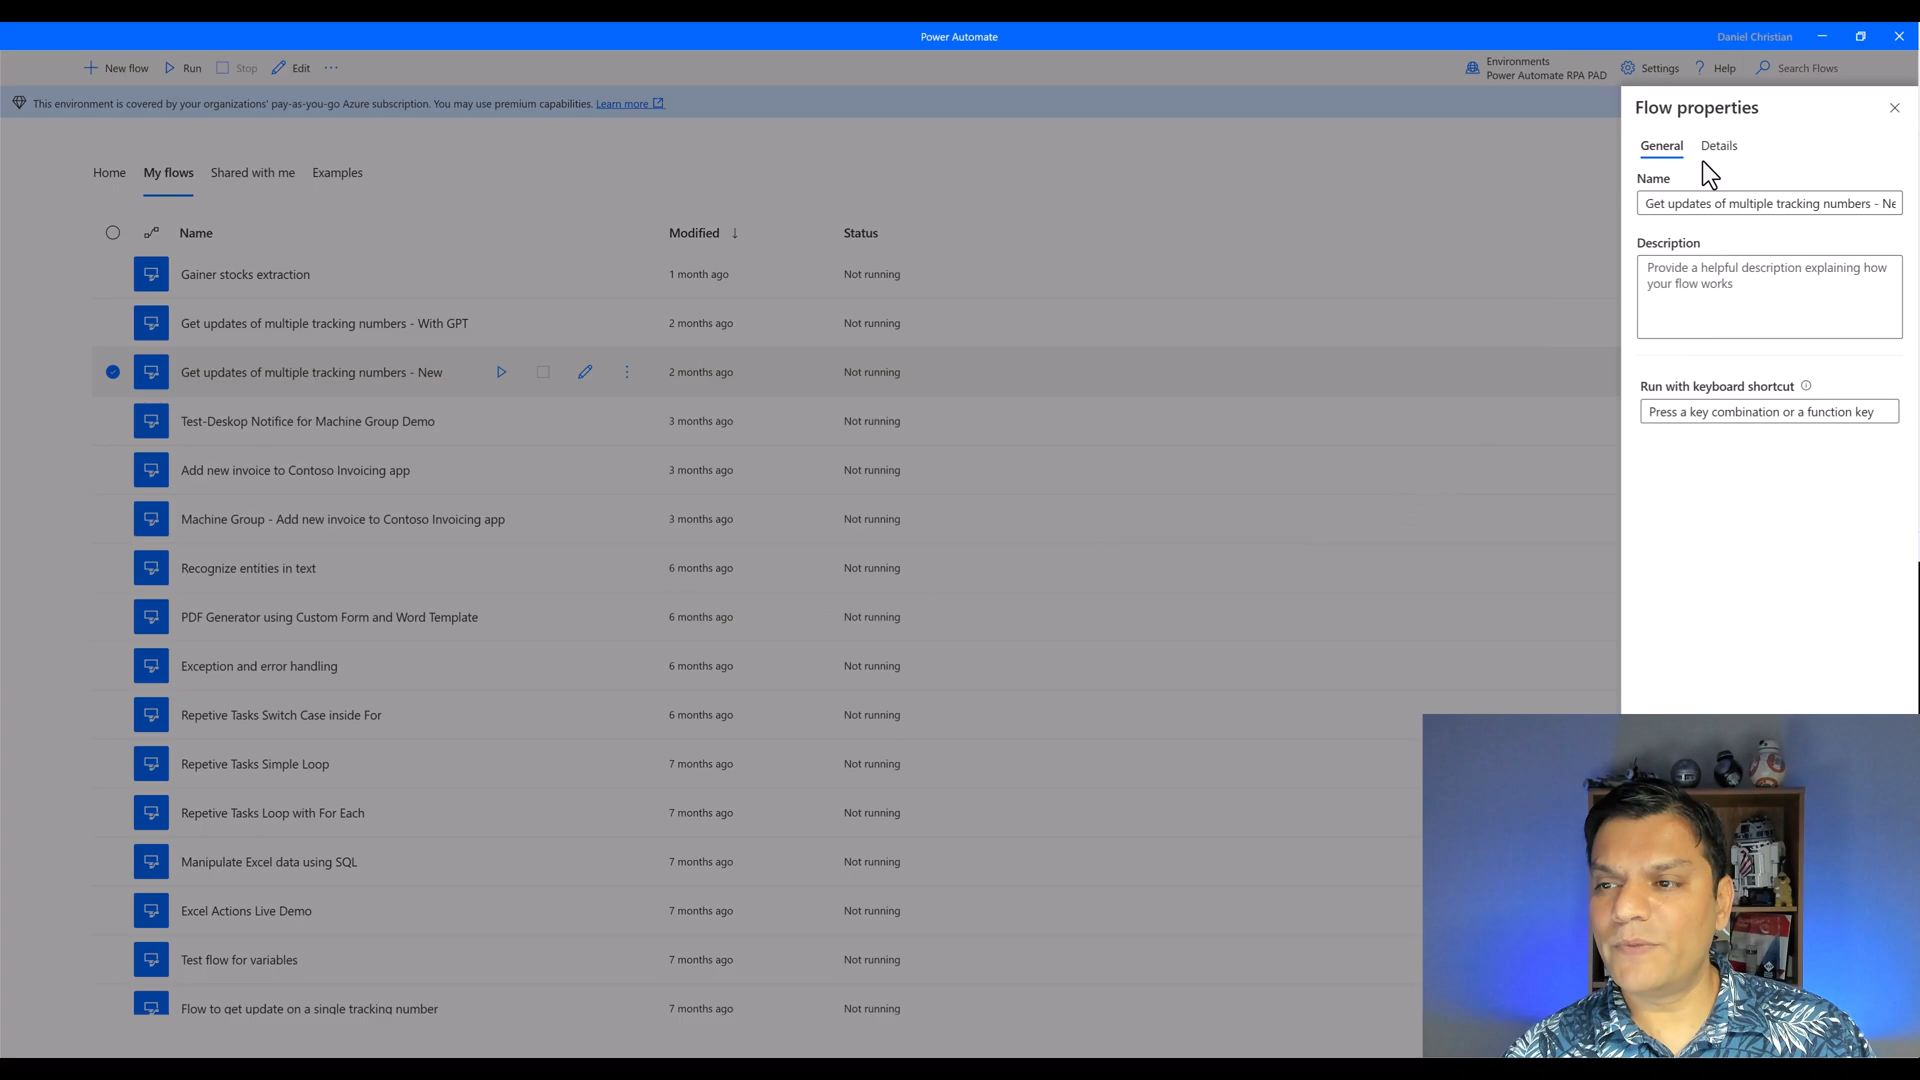 Power Automate
Daniel Christian
New flow
Run
Stop
Edit
Environments
Power Automate RPA PAD
Settings
Help
Search Flows
This environment is covered by your organizations' pay-as-you-go Azure subscription. You may use premium capabilities. Learn more
Home
My flows
Shared with me
Examples
Name Modified Status
Gainer stocks extraction 1 month ago Not running
Get updates of multiple tracking numbers - With GPT 2 months ago Not running
Get updates of multiple tracking numbers - New 2 months ago Not running
Test-Deskop Notifice for Machine Group Demo 3 months ago Not running
Add new invoice to Contoso Invoicing app 3 months ago Not running
Machine Group - Add new invoice to Contoso Invoicing app 3 months ago Not running
Recognize entities in text 6 months ago Not running
PDF Generator using Custom Form and Word Template 6 months ago Not running
Exception and error handling 6 months ago Not running
Repetive Tasks Switch Case inside For 6 months ago Not running
Repetive Tasks Simple Loop 7 months ago Not running
Repetive Tasks Loop with For Each 7 months ago Not running
Manipulate Excel data using SQL 7 months ago Not running
Excel Actions Live Demo 7 months ago Not running
Test flow for variables 7 months ago Not running
Flow to get update on a single tracking number 7 months ago Not running
Flow properties
General
Details
Name
Get updates of multiple tracking numbers - Ne
Description
Provide a helpful description explaining how
your flow works
Run with keyboard shortcut
Press a key combination or a function key